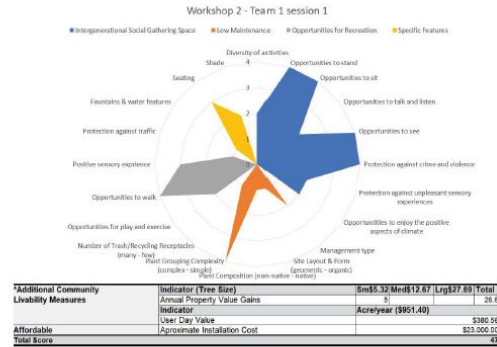 Workshop 2 - Team 1 session 1
Intergenerational Social Gathering Space Low Maintenance Opportunities for Recreation Specific Features
Diversity of activities
Opportunities to stand
Opportunities to sit
Opportunities to talk and listen
Opportunities to see
Protection against crime and violence
Protection against unpleasant sensory
experiences
Opportunities to enjoy the positive
aspects of climate
Management type
Site Layout & Form
(geometric - organic)
Plant Composition (non-native - native)
Plant Grouping Complexity
(complex - simple)
Number of Trash/Recycling Receptacles
(many - few)
Opportunities for play and exercise
Opportunities to walk
Positive sensory exprience
Protection against traffic
Fountains & water features
Seating
Shade
4
3
2
1
0
*Additional Community Indicator (Tree Size) Sm$5.32 Med$12.67 Lrg$27.69 Total
Livability Measures Annual Property Value Gains 5 26.6
Indicator Acre/year ($951.40)
User Day Value $380.56
Affordable Aproximate Installation Cost $23,000.00
Total Score 47